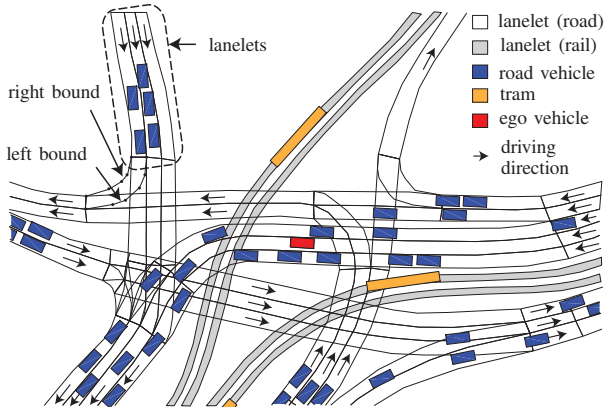 lanelets
right bound
left bound
lanelet (road)
lanelet (rail)
road vehicle
tram
ego vehicle
driving
direction